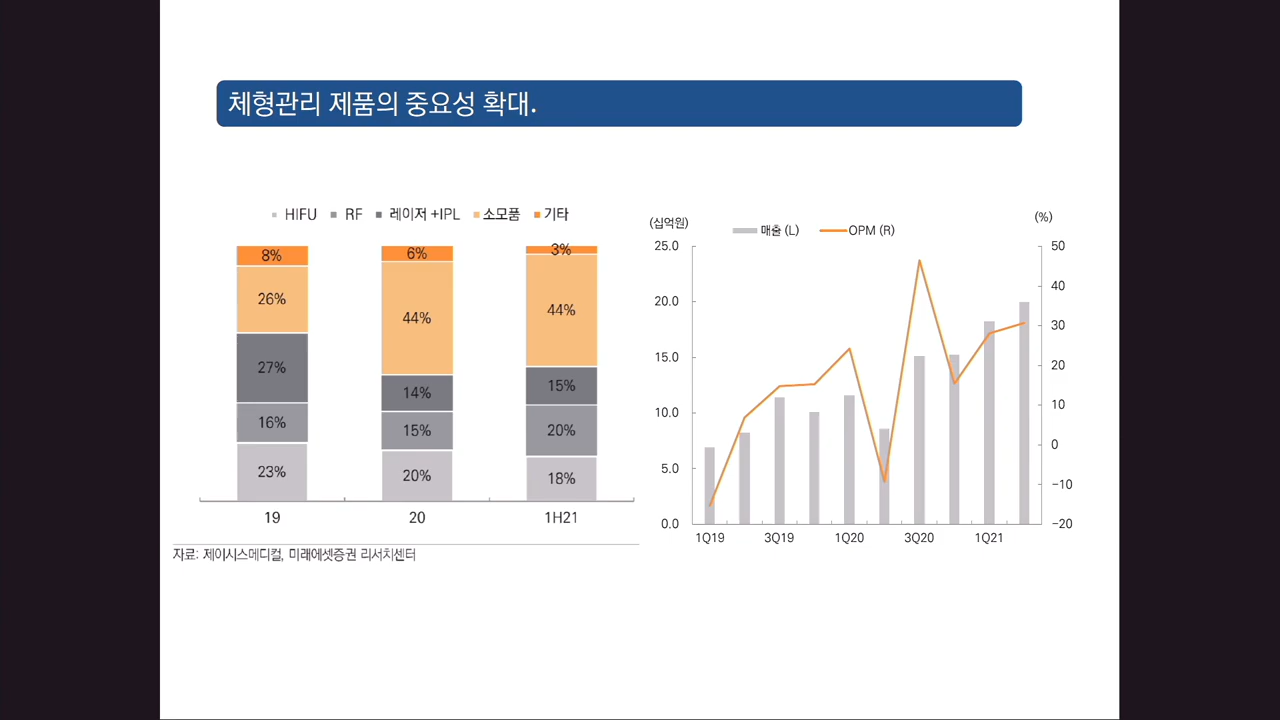 체형관리 제품의 중요성 확대.
HIFU RF 레이저 +IPL 소모품 기타
8% 6% 3%
26% 44% 44%
27% 14% 15%
16% 15% 20%
23% 20% 18%
19 20 1H21
자료: 제이시스메디컬, 미래에셋증권 리서치센터
(십억원) (%)
매출 (L) OPM (R)
25.0 50
40
20.0
30
15.0 20
10.0 10
0
5.0
-10
0.0 -20
1Q19 3Q19 1Q20 3Q20 1Q21